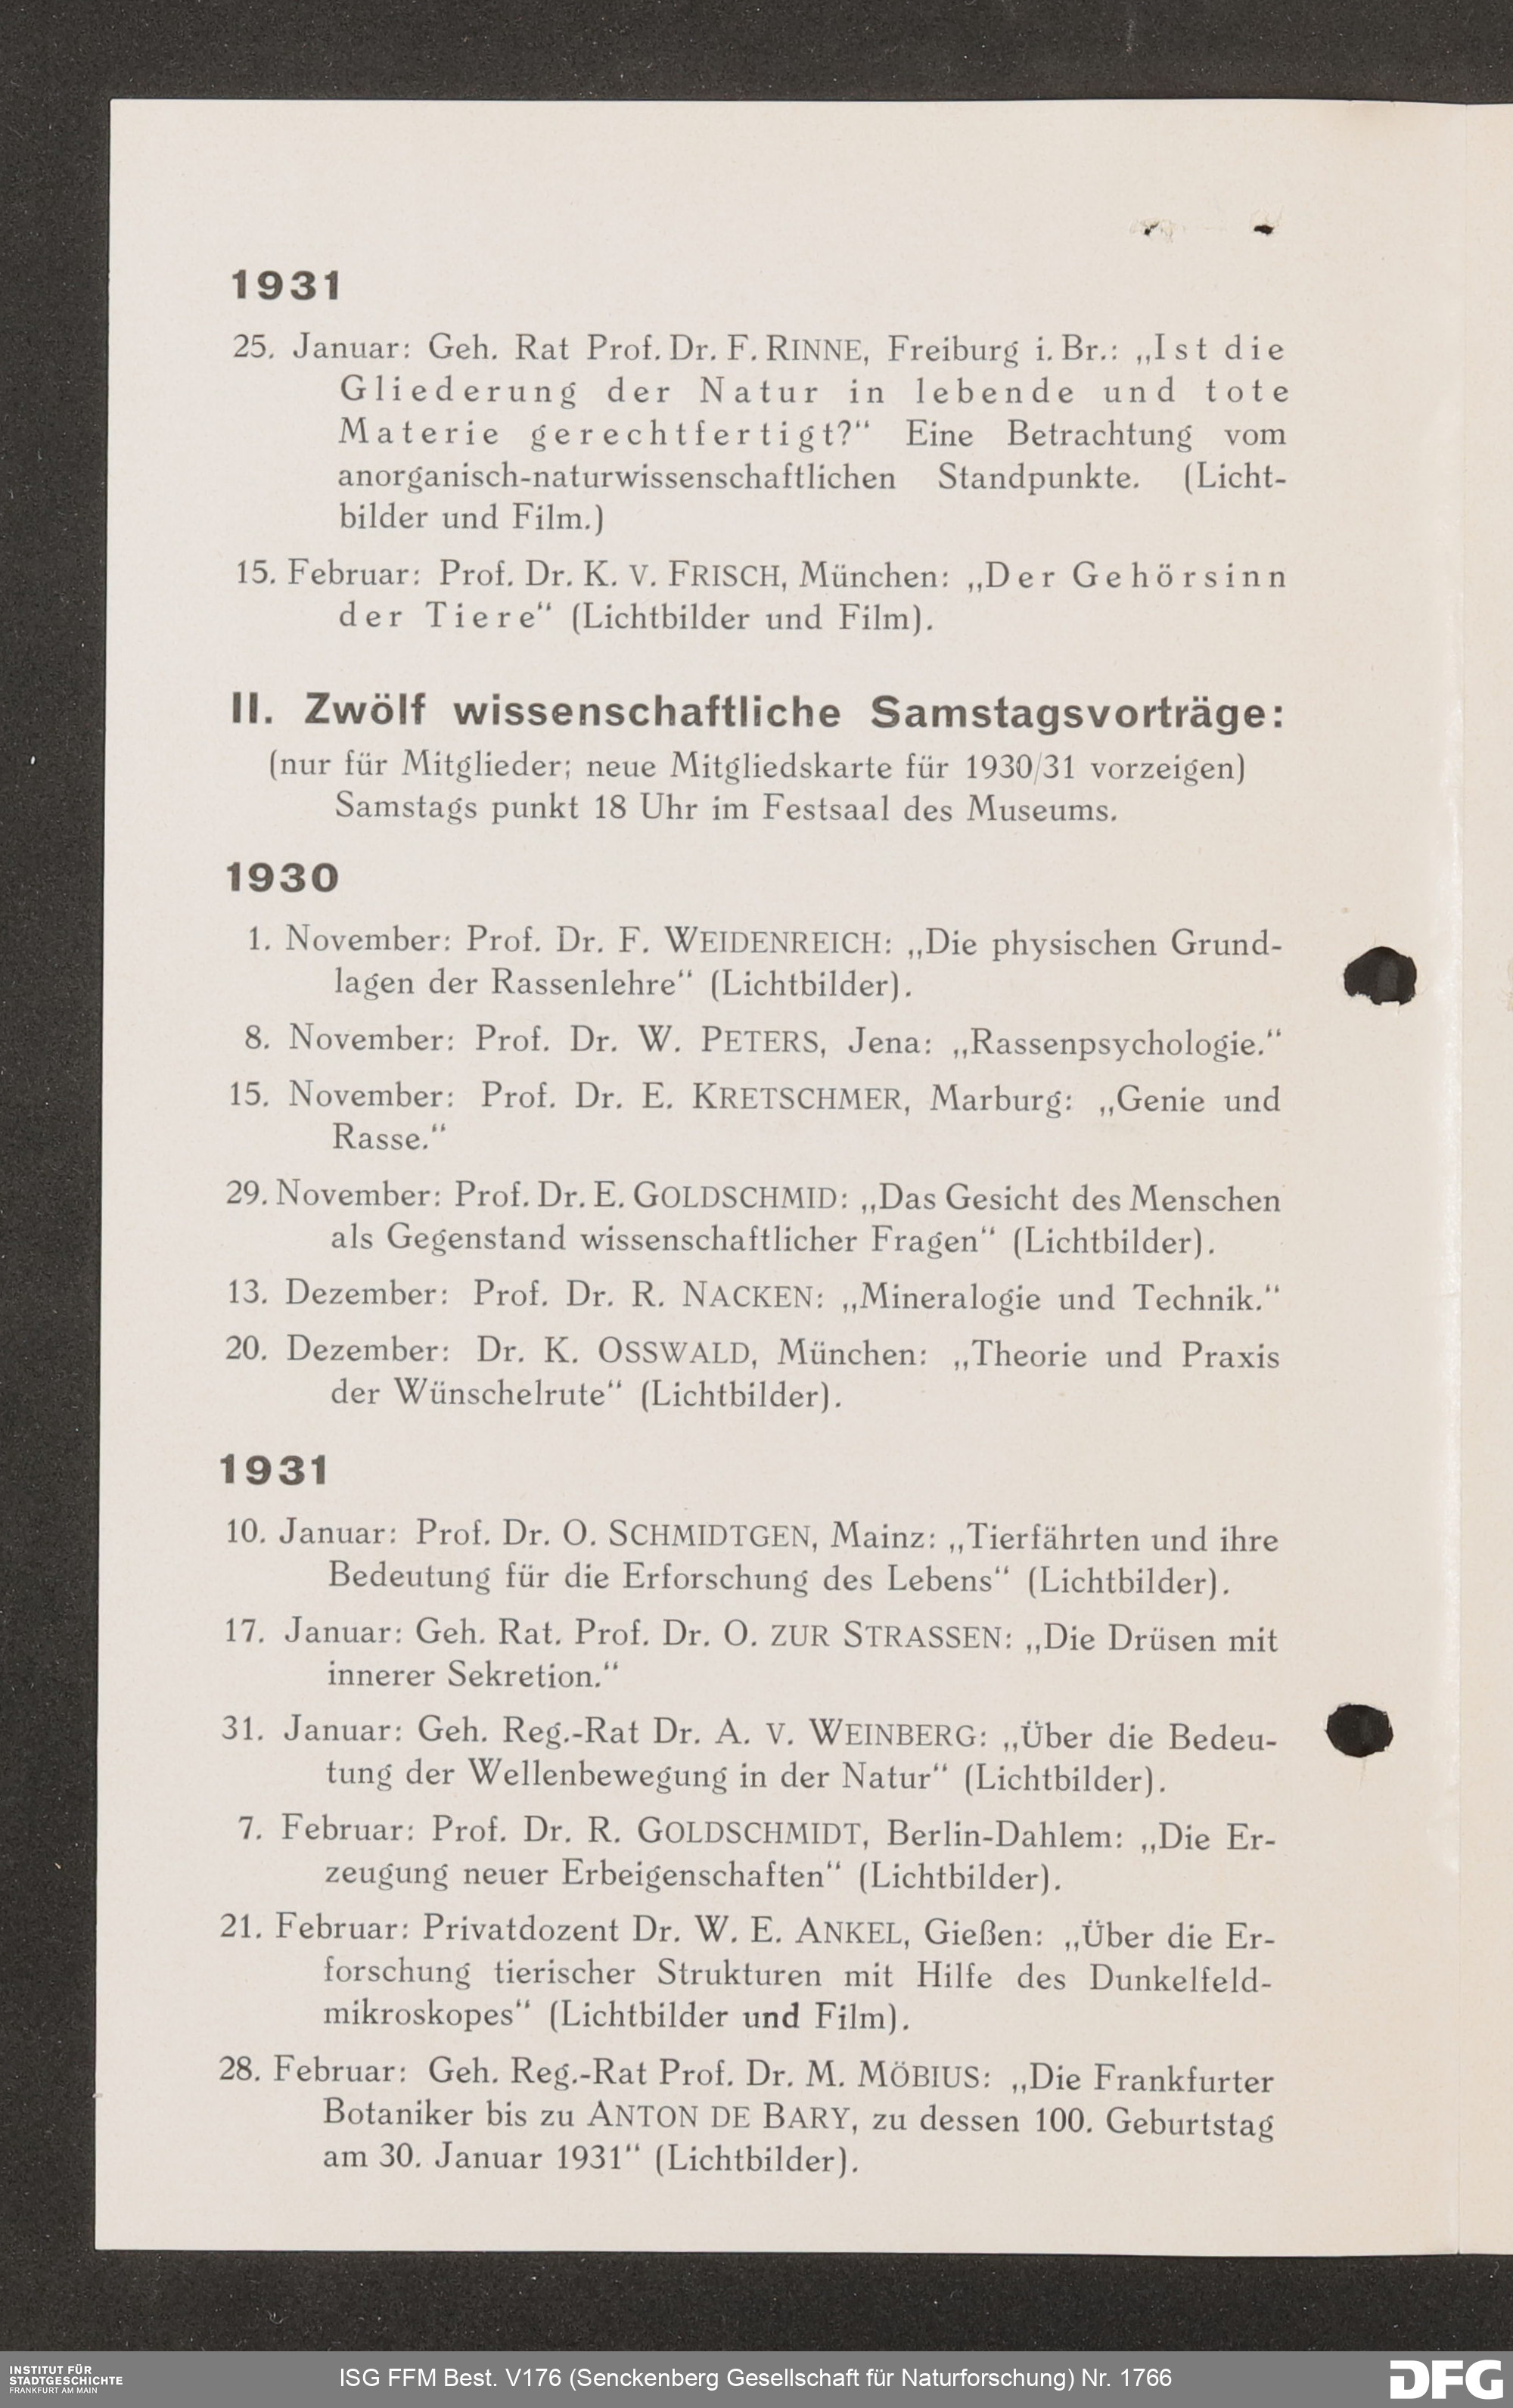 1931
25. Januar: Geh. Rat Prof. Dr. F. RINNE, Freiburg i. Br.: „Ist die
Gliederung der Natur in lebende und tote
Materie gerechtfertigt?“ Eine Betrachtung vom
anorganisch-naturwissenschaftlichen Standpunkte. (Licht-
bilder und Film.)
15. Februar: Prof. Dr. K. V. FRISCH, München: „Der Gehörsinn
der Tiere“ (Lichtbilder und Film).
II. Zwölf wissenschaftliche Samstagsvorträge:
(nur für Mitglieder; neue Mitgliedskarte für 1930/31 vorzeigen)
Samstags punkt 18 Uhr im Festsaal des Museums.
1930
1. November: Prof. Dr. F. WEIDENREICH: „Die physischen Grund-
lagen der Rassenlehre“ (Lichtbilder).
8. November: Prof. Dr. W. PETERS, Jena: „Rassenpsychologie.“
15. November: Prof. Dr. E. KRETSCHMER, Marburg: „Genie und
Rasse.“
29. November: Prof. Dr. E. GOLDSCHMID: „Das Gesicht des Menschen
als Gegenstand wissenschaftlicher Fragen“ (Lichtbilder).
13. Dezember: Prof. Dr. R. NACKEN: „Mineralogie und Technik.“
20. Dezember: Dr. K. OSSWALD, München: „Theorie und Praxis
der Wünschelrute“ (Lichtbilder).
1931
10. Januar: Prof. Dr. O. SCHMIDTGEN, Mainz: „Tierfährten und ihre
Bedeutung für die Erforschung des Lebens“ (Lichtbilder).
17. Januar: Geh. Rat. Prof. Dr. O. ZUR STRASSEN: „Die Drüsen mit
innerer Sekretion.“
31. Januar: Geh. Reg.-Rat Dr. A. V. WEINBERG: „Über die Bedeu-
tung der Wellenbewegung in der Natur“ (Lichtbilder).
7. Februar: Prof. Dr. R. GOLDSCHMIDT, Berlin-Dahlem: „Die Er-
zeugung neuer Erbeigenschaften“ (Lichtbilder).
21. Februar: Privatdozent Dr. W. E. ANKEL, Gießen: „Über die Er-
forschung tierischer Strukturen mit Hilfe des Dunkelfeld-
mikroskopes“ (Lichtbilder und Film).
28. Februar: Geh. Reg.-Rat Prof. Dr. M. MÖBIUS: „Die Frankfurter
Botaniker bis zu ANTON DE BARY, zu dessen 100. Geburtstag
am 30. Januar 1931“ (Lichtbilder).
INSTITUT FÜR
STADTGESCHICHTE
FRANKFURT AM MAIN
ISG FFM Best. V176 (Senckenberg Gesellschaft für Naturforschung) Nr. 1766
DFG